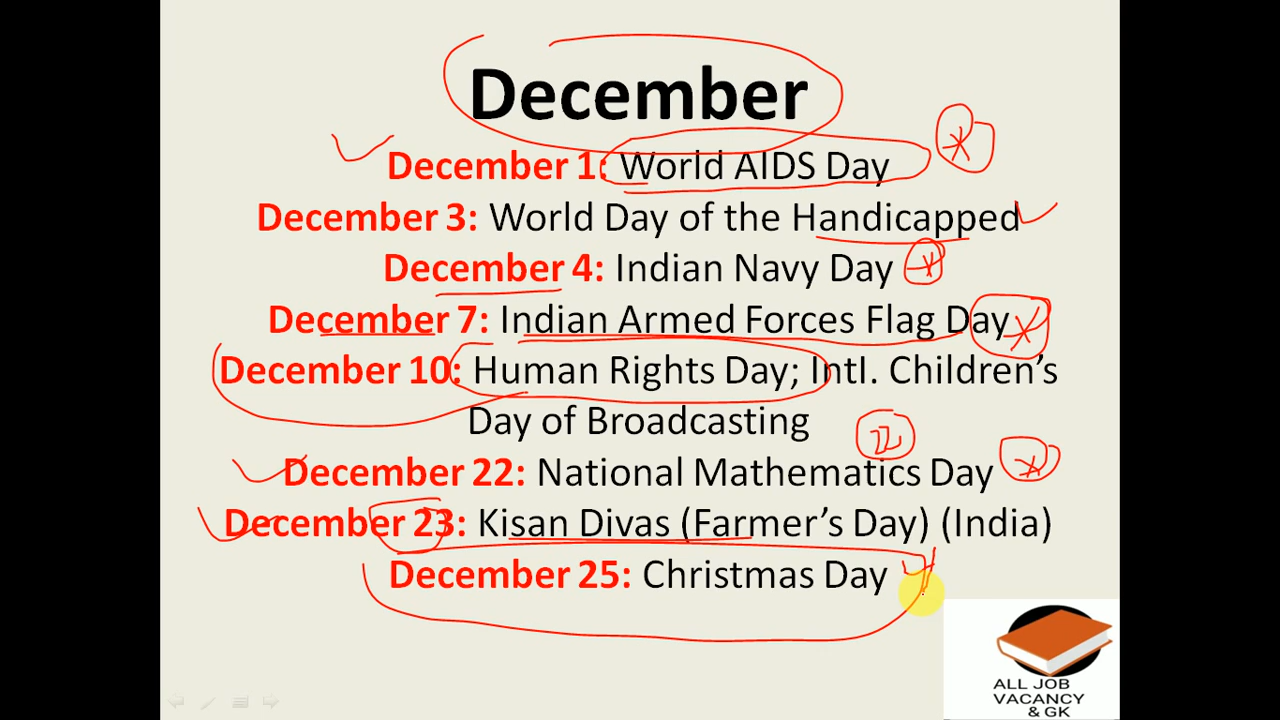 December
December 1: World AIDS Day
December 3: World Day of the Handicapped
December 4: Indian Navy Day
December 7: Indian Armed Forces Flag Day
December 10: Human Rights Day; Intl. Children's
Day of Broadcasting
December 22: National Mathematics Day
December 23: Kisan Divas (Farmer's Day) (India)
December 25: Christmas Day
ALL JOB
VACANCY
& GK